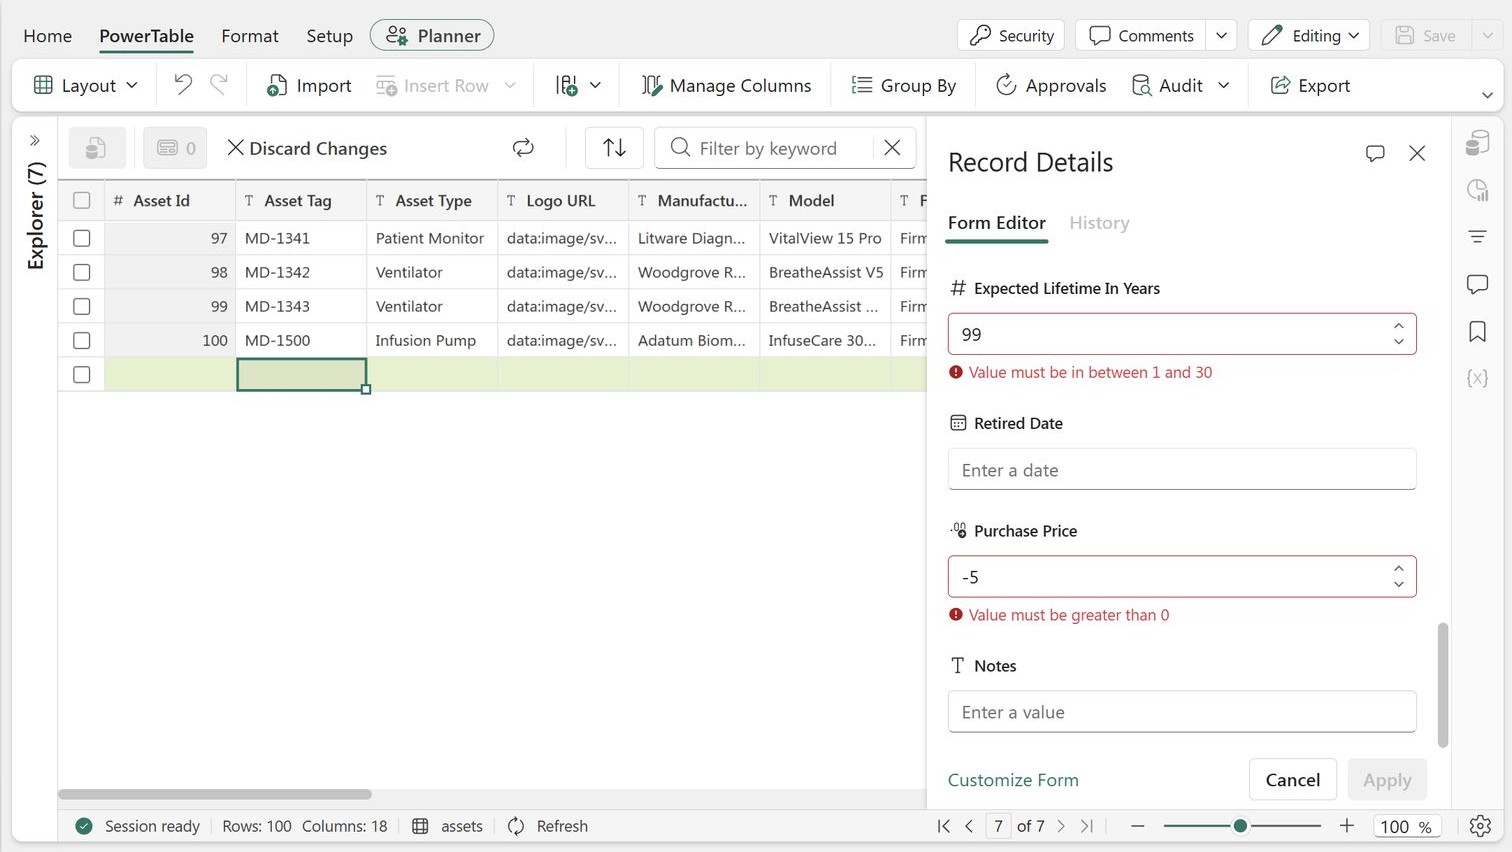 Home PowerTable Format Setup Planner Security Comments Editing Save
Layout Import Insert Row Manage Columns Group By Approvals Audit Export
Explorer (7)
0 Discard Changes Filter by keyword
# Asset Id T Asset Tag T Asset Type T Logo URL T Manufactu... T Model T F
97 MD-1341 Patient Monitor data:image/sv... Litware Diagn... VitalView 15 Pro Firm
98 MD-1342 Ventilator data:image/sv... Woodgrove R... BreatheAssist V5 Firm
99 MD-1343 Ventilator data:image/sv... Woodgrove R... BreatheAssist ... Firm
100 MD-1500 Infusion Pump data:image/sv... Adatum Biom... InfuseCare 30... Firm
Record Details
Form Editor History
# Expected Lifetime In Years
99
Value must be in between 1 and 30
Retired Date
Enter a date
Purchase Price
-5
Value must be greater than 0
T Notes
Enter a value
Customize Form Cancel Apply
{x}
Session ready Rows: 100 Columns: 18 assets Refresh 7 of 7 100 %